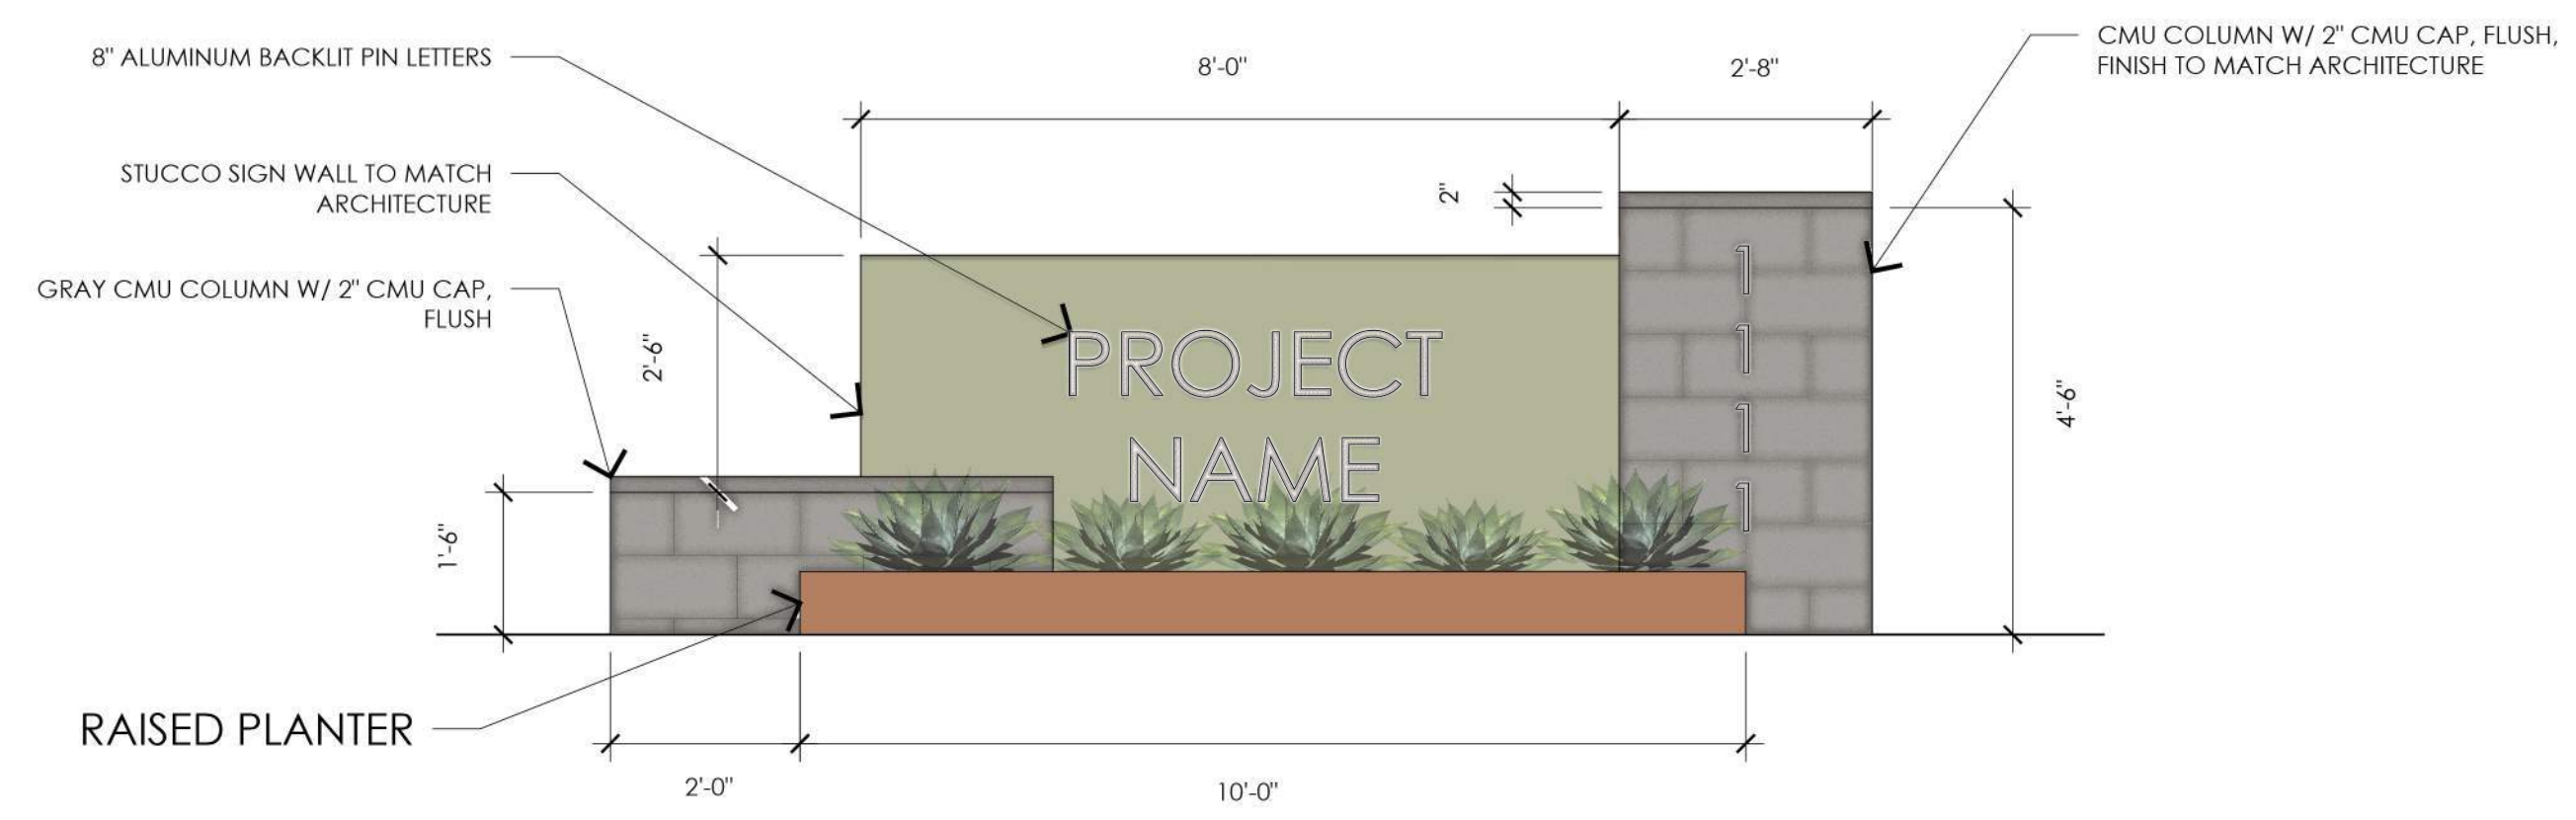 8" ALUMINUM BACKLIT PIN LETTERS
STUCCO SIGN WALL TO MATCH
ARCHITECTURE
GRAY CMU COLUMN W/ 2" CMU CAP,
FLUSH
8'-0"
2'-8"
CMU COLUMN W/ 2" CMU CAP, FLUSH,
FINISH TO MATCH ARCHITECTURE
2"
2'-6"
1'-6"
4'-6"
PROJECT
NAME
1
1
1
1
RAISED PLANTER
2'-0"
10'-0"